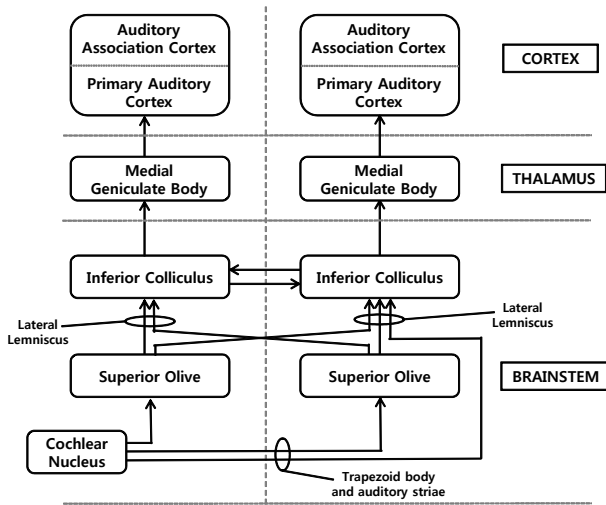 Auditory
Association Cortex
Primary Auditory
Cortex
Auditory
Association Cortex
Primary Auditory
Cortex
CORTEX
Medial
Geniculate Body
Medial
Geniculate Body
THALAMUS
Inferior Colliculus
Inferior Colliculus
Lateral
Lemniscus
Lateral
Lemniscus
Superior Olive
Superior Olive
BRAINSTEM
Cochlear
Nucleus
Trapezoid body
and auditory striae